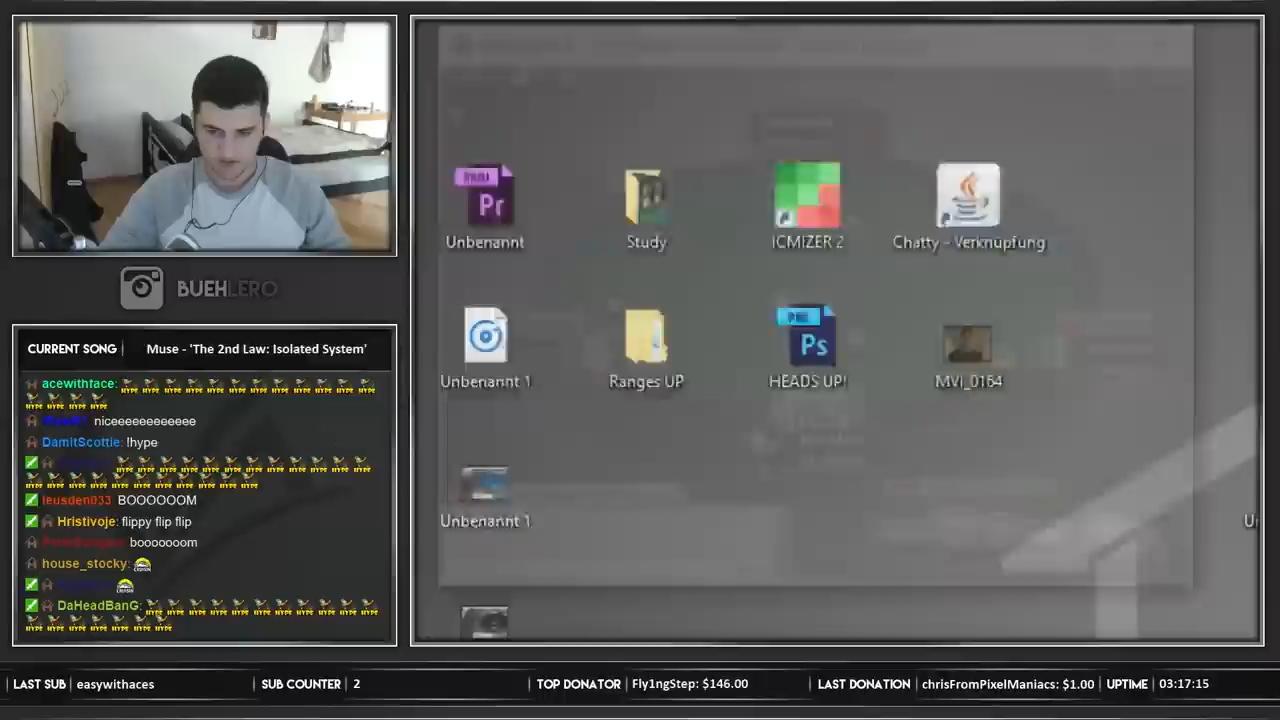 BUEHLERO
CURRENT SONG | Muse - 'The 2nd Law: Isolated System'
acewithface:
niceeeeeeeeeeee
DamitScottie: !hype
leusden033 BOOOOOOM
Hristivoje: flippy flip flip
booooooom
house_stocky:
DaHeadBanG:
Unbenannt
Study
ICMIZER 2
Chatty - Verknüpfung
Unbenannt 1
Ranges UP
HEADS UP!
MVI_0164
Unbenannt 1
LAST SUB | easywithaces
SUB COUNTER | 2
TOP DONATOR | Fly1ngStep: $146.00
LAST DONATION | chrisFromPixelManiacs: $1.00 | UPTIME | 03:17:15